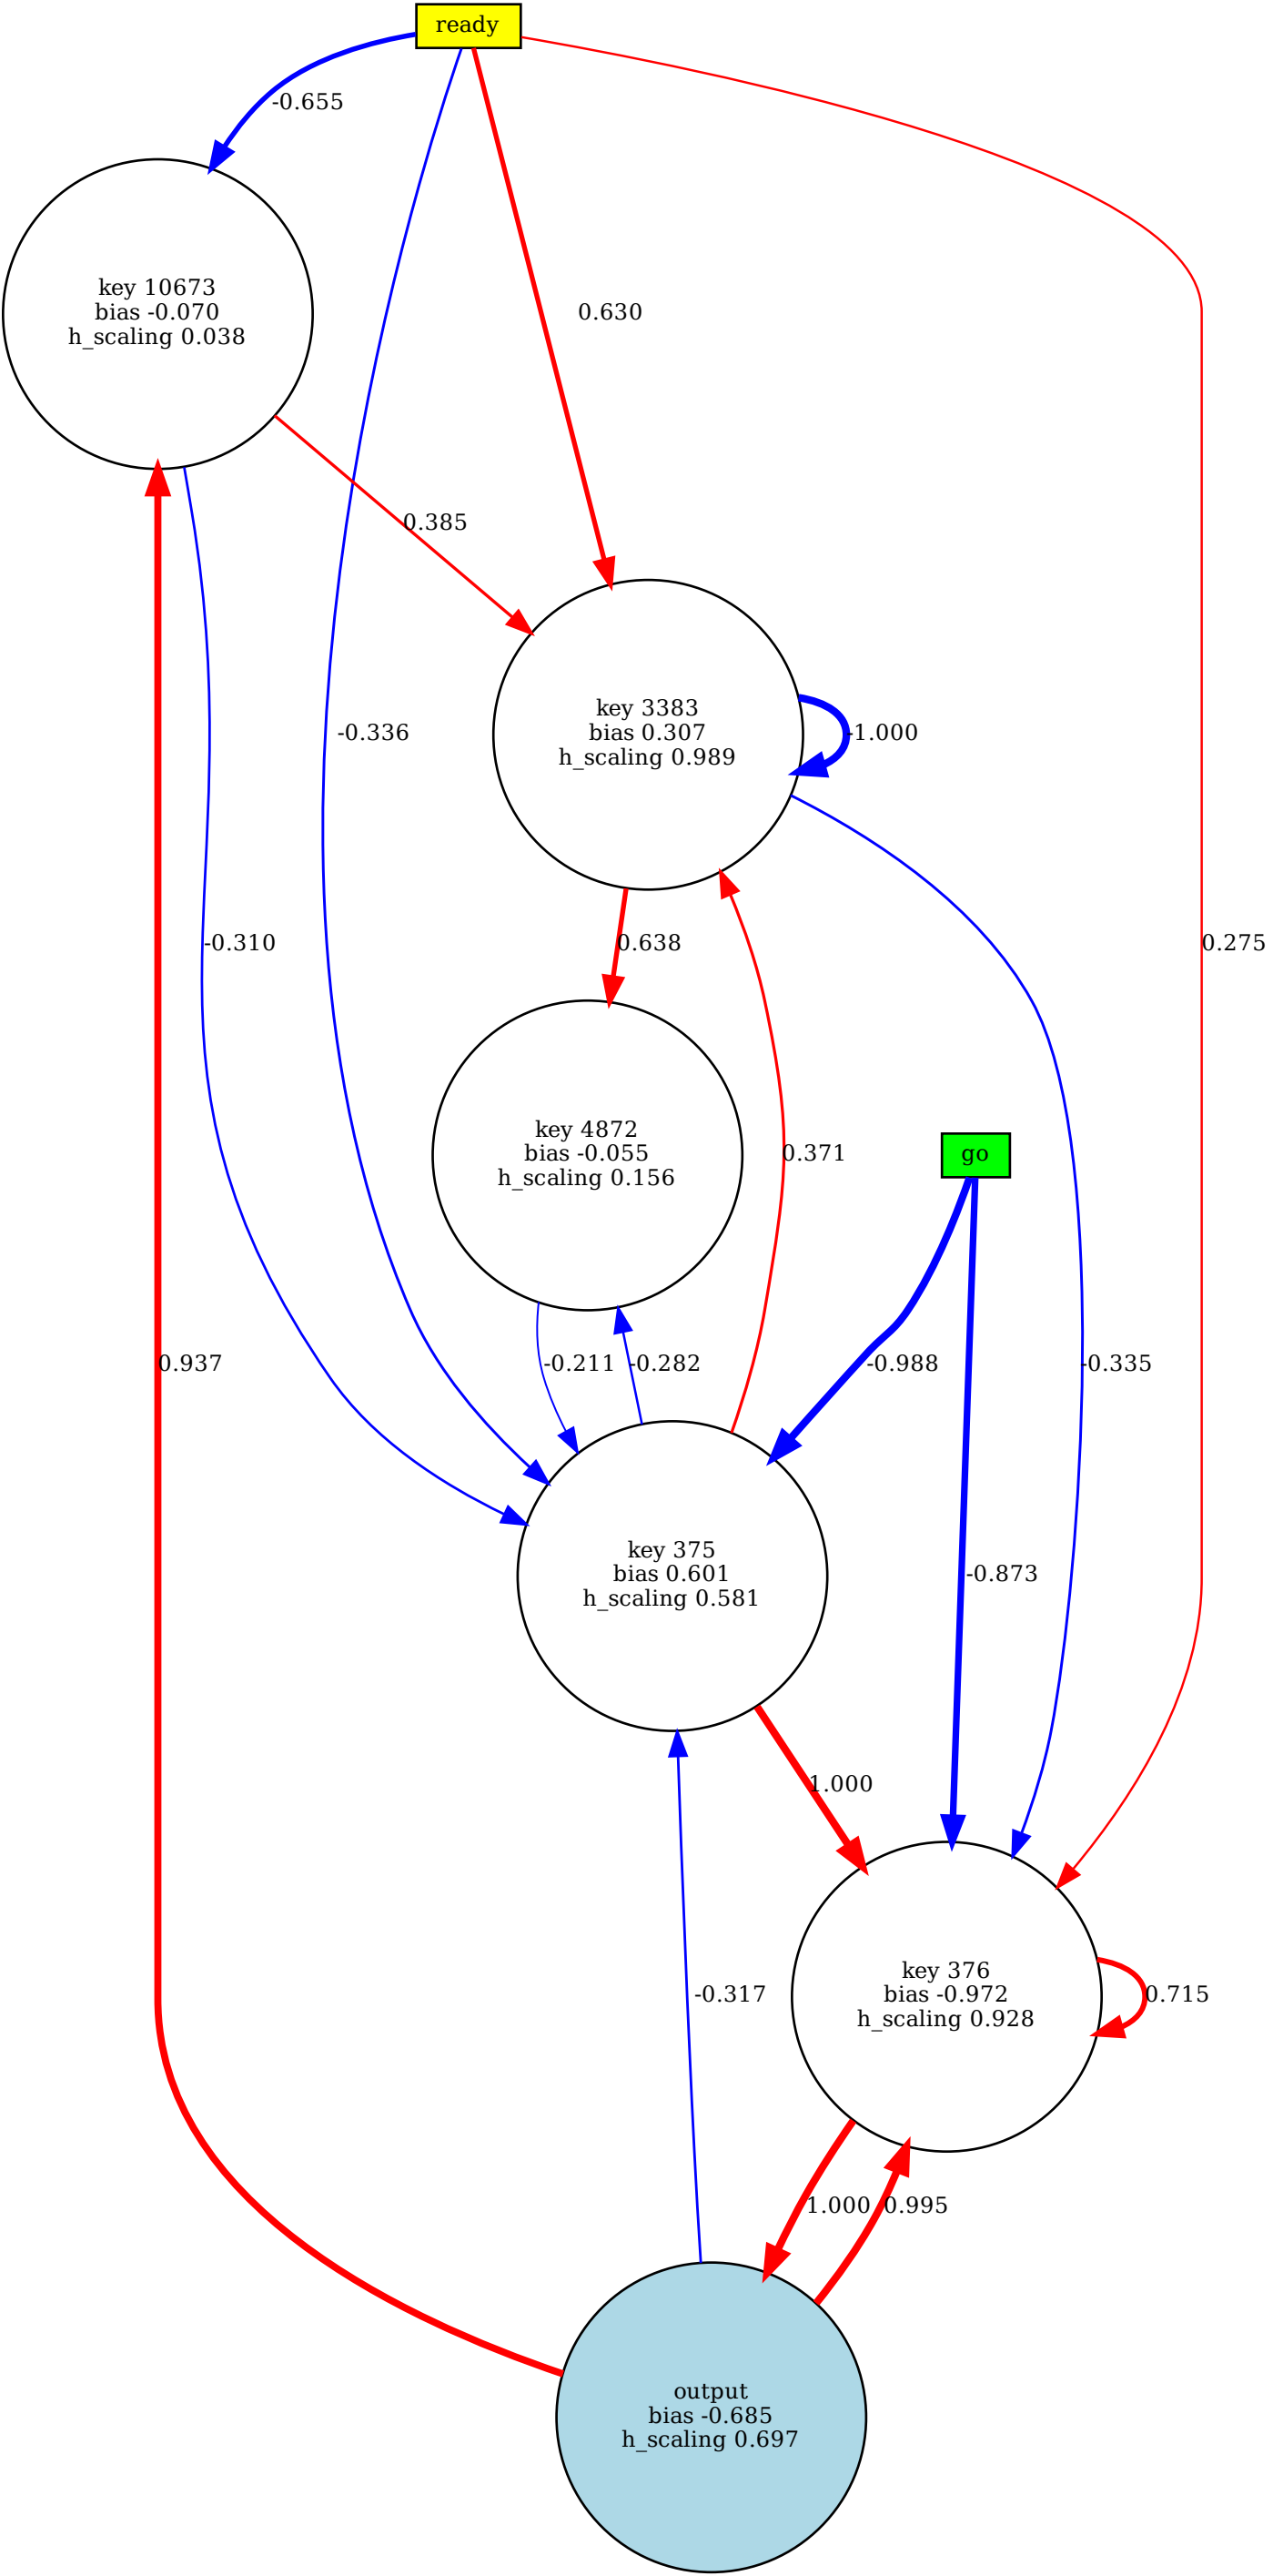 ready
-0.655
key 10673
bias -0.070
h_scaling 0.038
0.630
0.385
key 3383
bias 0.307
h_scaling 0.989
-0.336
-1.000
-0.310
0.638
0.275
key 4872
bias -0.055
h_scaling 0.156
0.371
go
0.937
-0.211
-0.282
-0.988
-0.335
key 375
bias 0.601
h_scaling 0.581
-0.873
1.000
-0.317
key 376
bias -0.972
h_scaling 0.928
0.715
1.000
0.995
output
bias -0.685
h_scaling 0.697